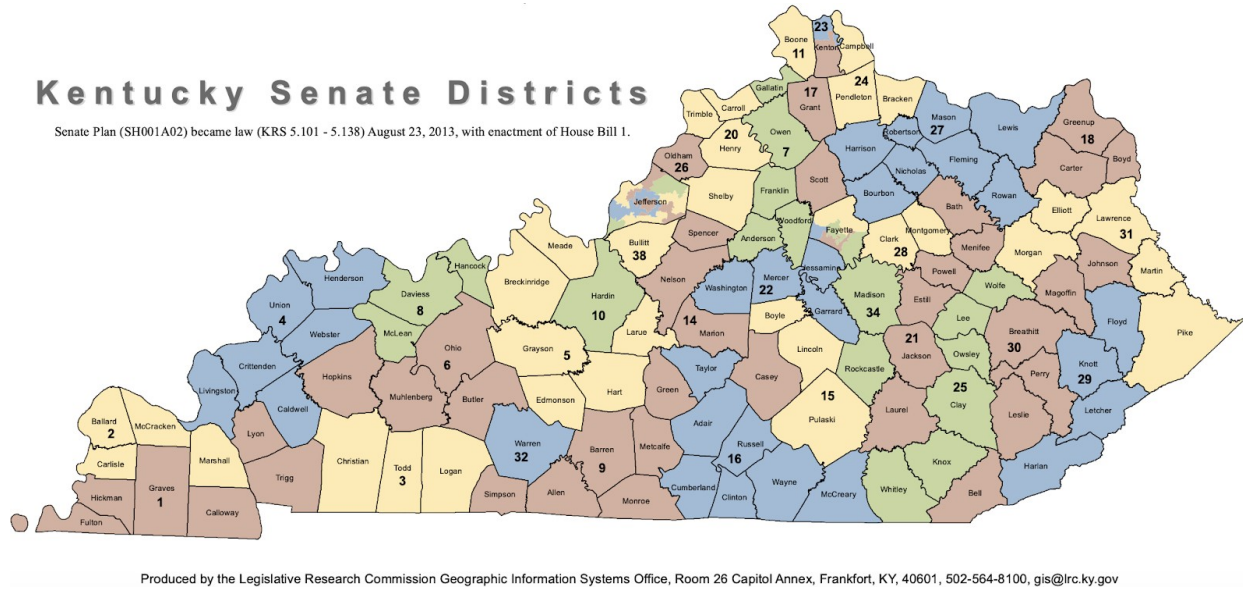 Kentucky Senate Districts
Senate Plan (SH001A02) became law (KRS 5.101 - 5.138) August 23, 2013, with enactment of House Bill 1.
23
Boone
11
Kenton
Campbell
Gallatin
17
Grant
24
Pendleton
Bracken
Trimble
Carroll
20
Henry
Owen
7
Mason
27
Robertson
Lewis
Greenup
18
Harrison
Fleming
Carter
Boyd
Oldham
26
Nicholas
Scott
Shelby
Franklin
Bourbon
Rowan
Jefferson
Bath
Elliott
Lawrence
31
Woodford
Fayette
Montgomery
Spencer
Anderson
Clark
28
Menifee
Morgan
Bullitt
38
Meade
Johnson
Martin
Jessamine
Powell
Henderson
Hancock
Breckinridge
Nelson
Washington
Mercer
22
Madison
34
Estill
Wolfe
Magoffin
Daviess
8
Hardin
10
Union
4
Garrard
Lee
Floyd
Boyle
14
Marion
Larue
Webster
McLean
Ohio
6
Breathitt
30
Pike
21
Jackson
Owsley
Lincoln
Grayson
5
Crittenden
Rockcastle
Knott
29
Perry
Taylor
Casey
Hopkins
Livingston
Hart
Green
25
Clay
15
Pulaski
Muhlenberg
Butler
Edmonson
Caldwell
Leslie
Letcher
Laurel
Ballard
2
McCracken
Adair
Lyon
Warren
32
Barren
9
Metcalfe
Russell
16
Marshall
Christian
Todd
3
Logan
Carlisle
Knox
Harlan
Trigg
Wayne
Graves
1
Cumberland
Clinton
McCreary
Whitley
Bell
Hickman
Simpson
Allen
Monroe
Calloway
Fulton
Produced by the Legislative Research Commission Geographic Information Systems Office, Room 26 Capitol Annex, Frankfort, KY, 40601, 502-564-8100, gis@lrc.ky.gov